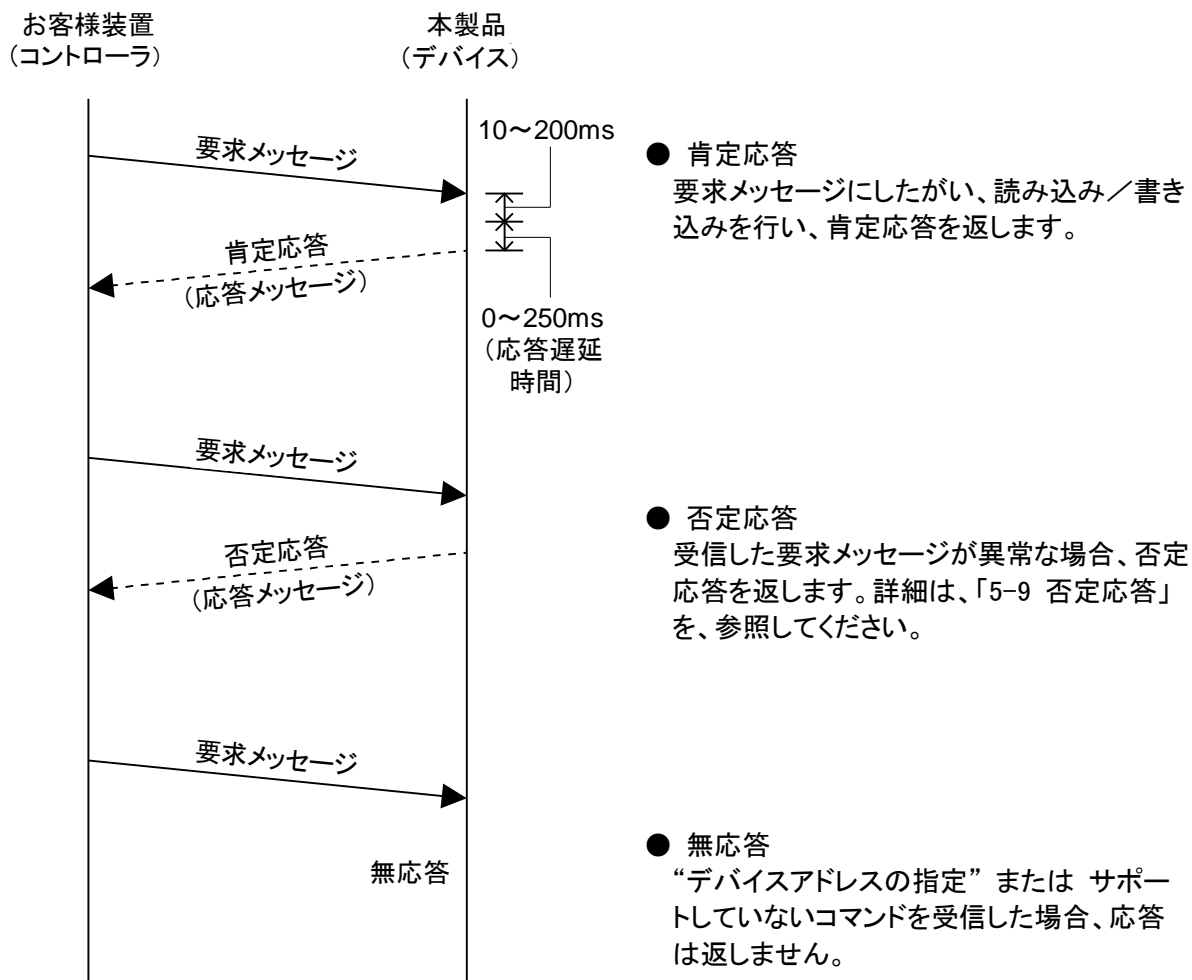 お客様装置
（コントローラ）
本製品
（デバイス）
要求メッセージ
10～200ms
肯定応答
（応答メッセージ）
0～250ms
（応答遅延
時間）
● 肯定応答
要求メッセージにしたがい、読み込み／書き
込みを行い、肯定応答を返します。
要求メッセージ
否定応答
（応答メッセージ）
● 否定応答
受信した要求メッセージが異常な場合、否定
応答を返します。詳細は、「5-9 否定応答」
を、参照してください。
要求メッセージ
無応答
● 無応答
“デバイスアドレスの指定” または サポー
トしていないコマンドを受信した場合、応答
は返しません。